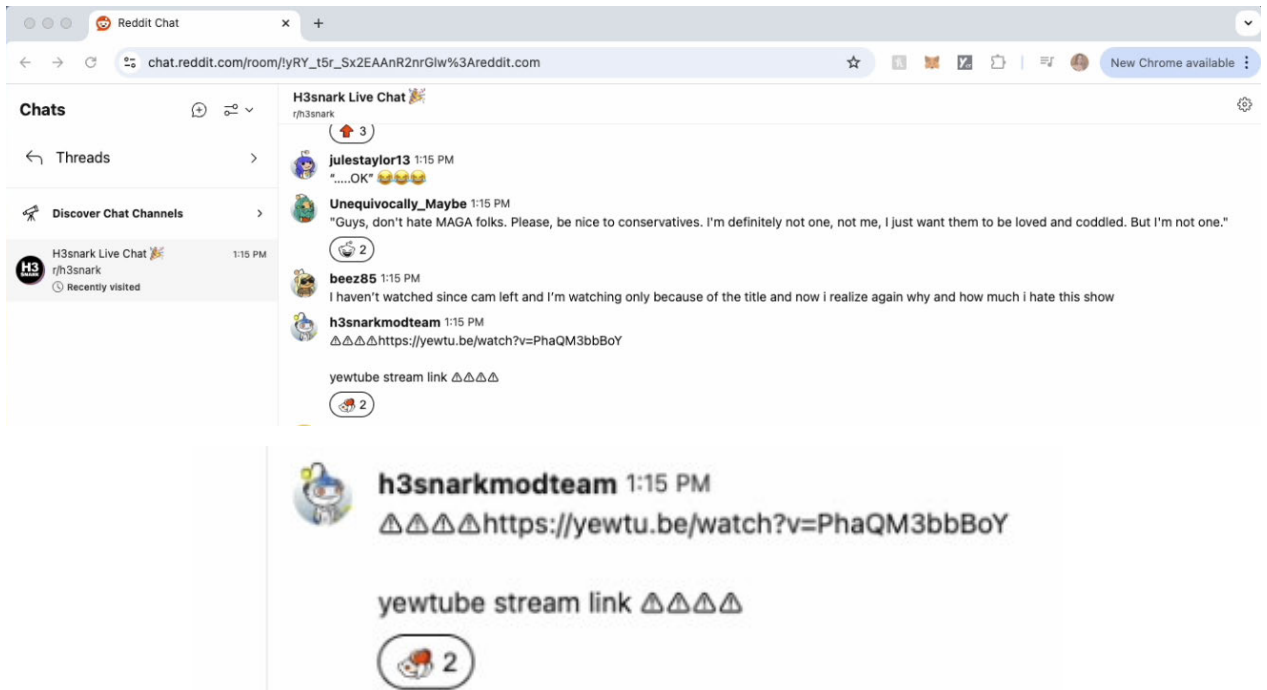 Reddit Chat
chat.reddit.com/room/!yRY_t5r_Sx2EAAnR2nrGlw%3Areddit.com
New Chrome available
Chats
Threads
Discover Chat Channels
H3snark Live Chat 🎉
1:15 PM
r/h3snark
Recently visited
H3
SNARK
H3snark Live Chat 🎉
r/h3snark
3
julestaylor13 1:15 PM
".....OK" 😂😂😂
Unequivocally_Maybe 1:15 PM
"Guys, don't hate MAGA folks. Please, be nice to conservatives. I'm definitely not one, not me, I just want them to be loved and coddled. But I'm not one."
2
beez85 1:15 PM
I haven't watched since cam left and I'm watching only because of the title and now i realize again why and how much i hate this show
h3snarkmodteam 1:15 PM
⚠⚠⚠⚠https://yewtu.be/watch?v=PhaQM3bbBoY
yewtube stream link ⚠⚠⚠⚠
2
h3snarkmodteam 1:15 PM
⚠⚠⚠⚠https://yewtu.be/watch?v=PhaQM3bbBoY
yewtube stream link ⚠⚠⚠⚠
2